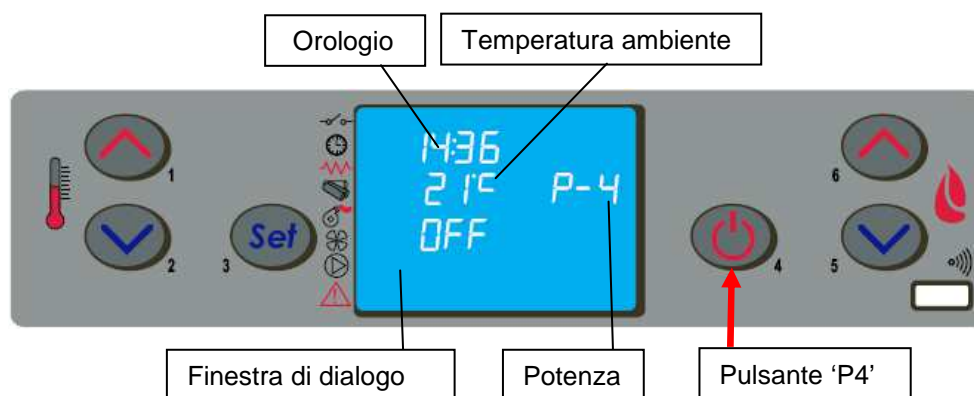 Orologio
Temperatura ambiente
14:36
21°C P-4
OFF
1
2
3
Set
4
5
6
Finestra di dialogo
Potenza
Pulsante ‘P4’